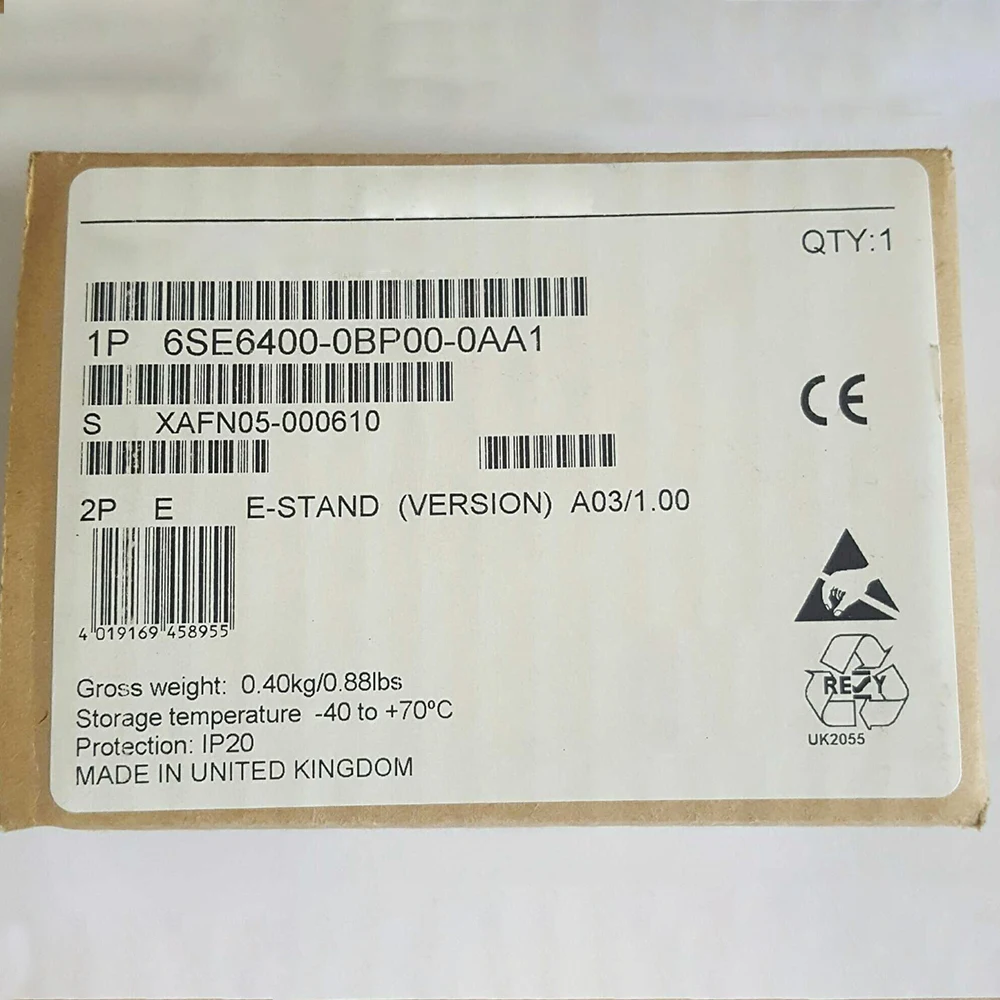 QTY:1
1P 6SE6400-0BP00-0AA1
S XAFN05-000610
2P E E-STAND (VERSION) A03/1.00
4 019169 458955
RESY
UK2055
Gross weight: 0.40kg/0.88lbs
Storage temperature -40 to +70ºC
Protection: IP20
MADE IN UNITED KINGDOM
CE